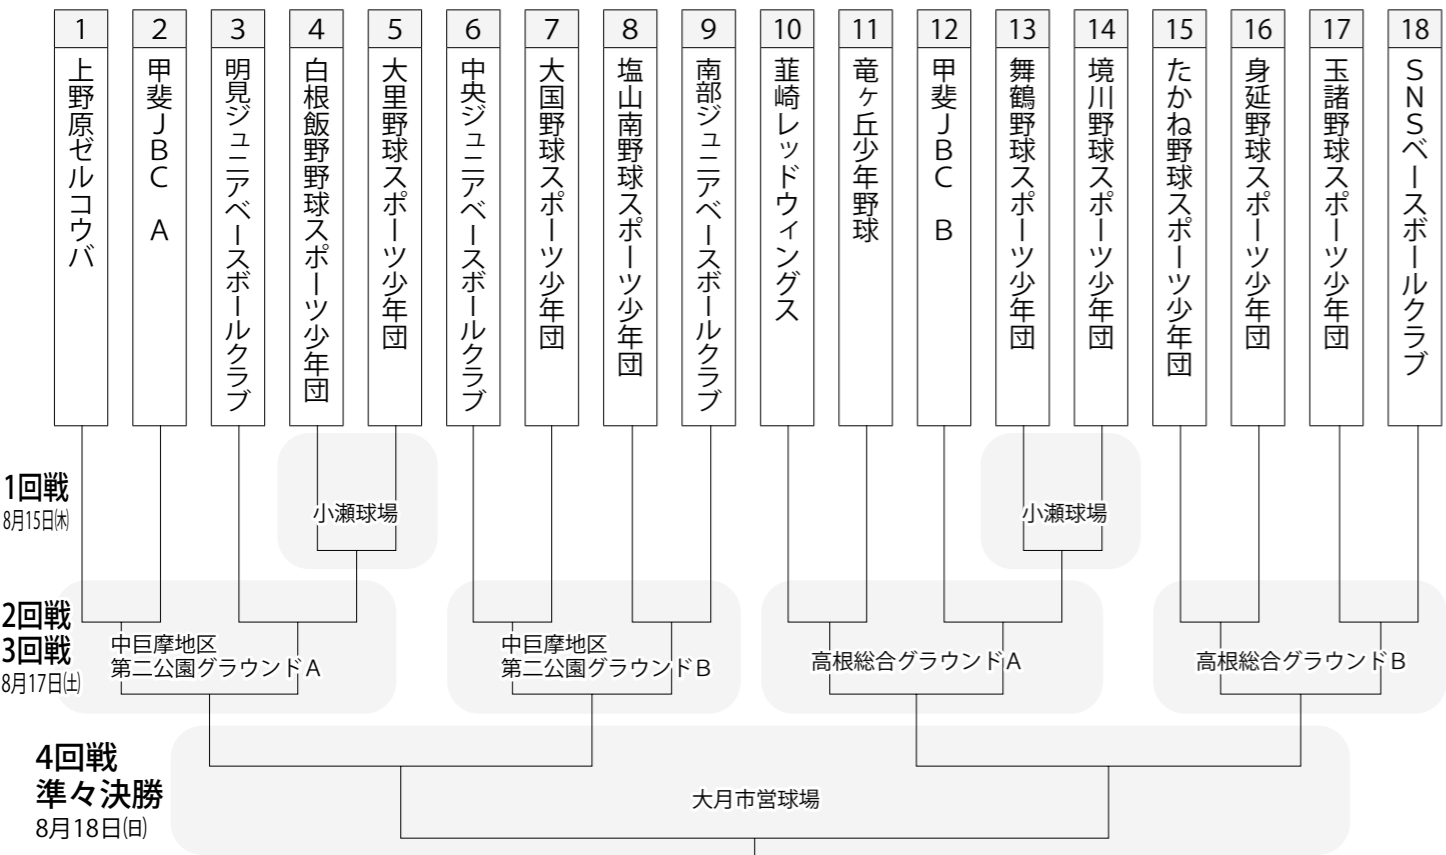 1
上野原ゼルコウバ
2
甲斐JBC A
3
明見ジュニアベースボールクラブ
4
白根飯野野球スポーツ少年団
5
大里野球スポーツ少年団
6
中央ジュニアベースボールクラブ
7
大国野球スポーツ少年団
8
塩山南野球スポーツ少年団
9
南部ジュニアベースボールクラブ
10
韮崎レッドウィングス
11
竜ヶ丘少年野球
12
甲斐JBC B
13
舞鶴野球スポーツ少年団
14
境川野球スポーツ少年団
15
たかね野球スポーツ少年団
16
身延野球スポーツ少年団
17
玉諸野球スポーツ少年団
18
SNSベースボールクラブ
1回戦
8月15日㈭
小瀬球場
小瀬球場
2回戦
3回戦
8月17日㈯
中巨摩地区
第二公園グラウンドA
中巨摩地区
第二公園グラウンドB
高根総合グラウンドA
高根総合グラウンドB
4回戦
準々決勝
8月18日㈰
大月市営球場